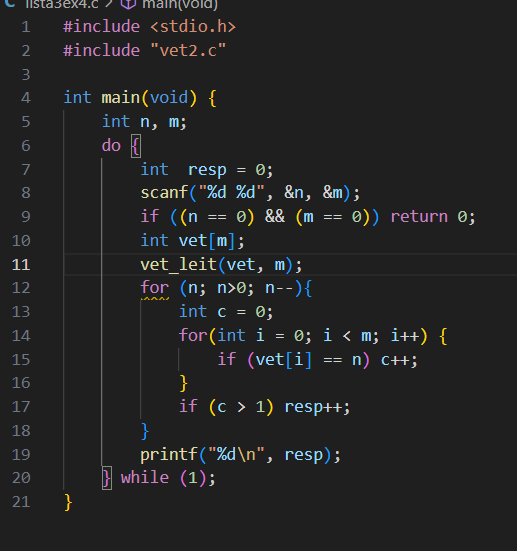 C lista3ex4.c > main(void)
1 #include <stdio.h>
2 #include "vet2.c"
3
4 int main(void) {
5     int n, m;
6     do {
7         int  resp = 0;
8         scanf("%d %d", &n, &m);
9         if ((n == 0) && (m == 0)) return 0;
10         int vet[m];
11         vet_leit(vet, m);
12         for (n; n>0; n--){
13             int c = 0;
14             for(int i = 0; i < m; i++) {
15                 if (vet[i] == n) c++;
16             }
17             if (c > 1) resp++;
18         }
19         printf("%d\n", resp);
20     } while (1);
21 }